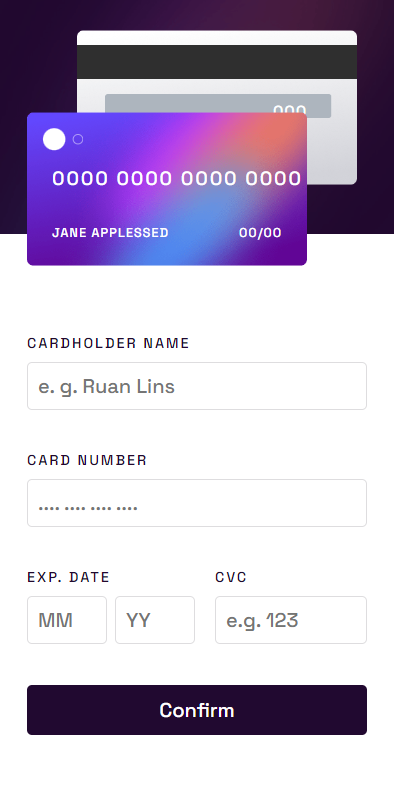 000
0000 0000 0000 0000
JANE APPLESSED 00/00
CARDHOLDER NAME
e. g. Ruan Lins
CARD NUMBER
.... .... .... ....
EXP. DATE CVC
MM YY e.g. 123
Confirm